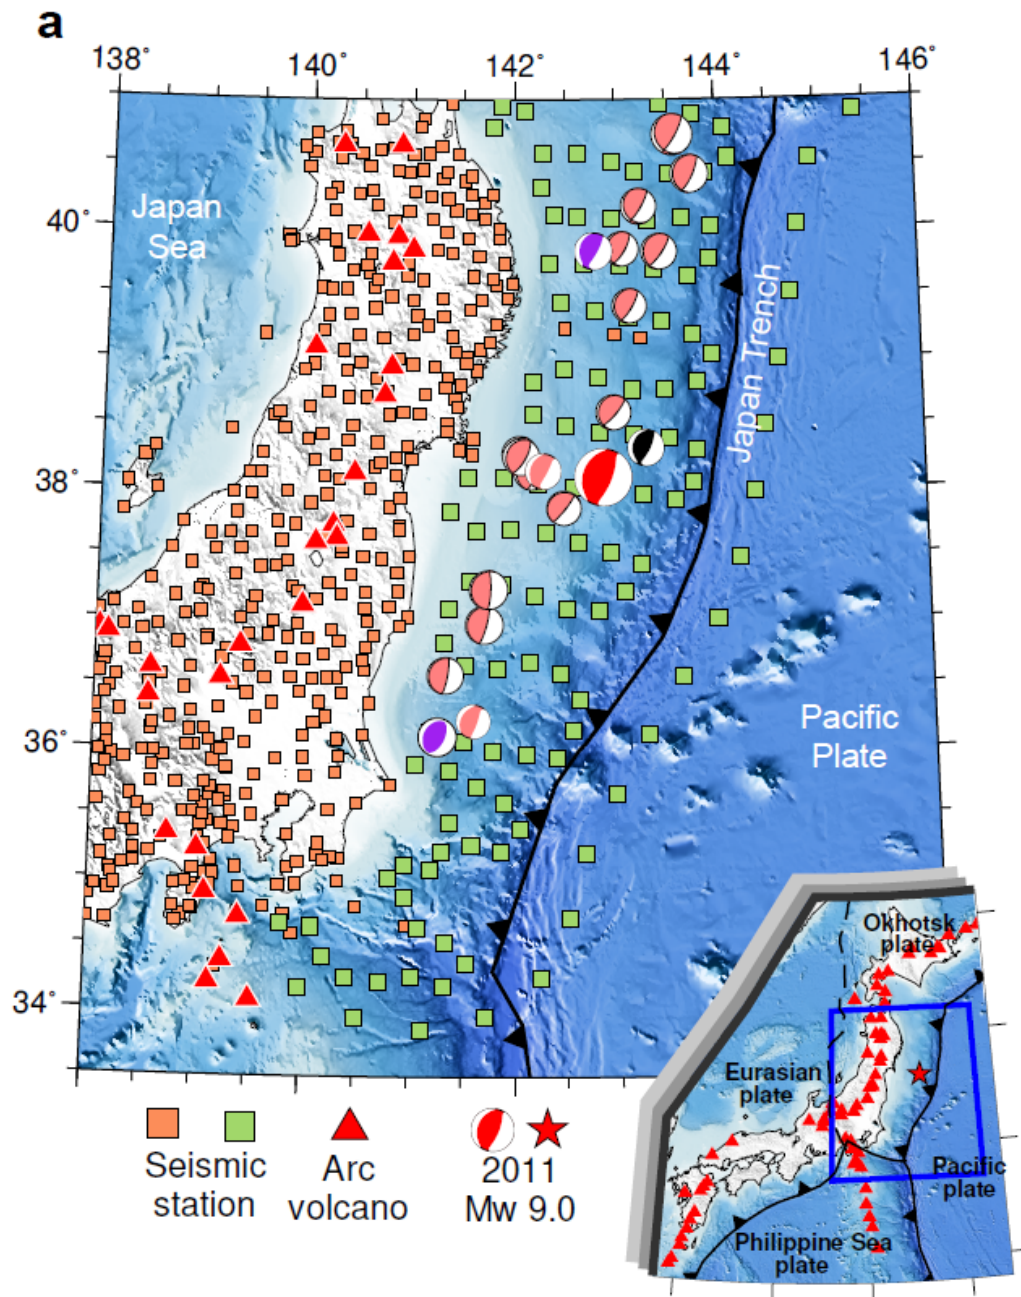 a
138° 140° 142° 144° 146°
Japan
Sea
40°
Japan Trench
38°
Pacific
Plate
36°
34°
Okhotsk
plate
Eurasian
plate
Pacific
plate
Philippine Sea
plate
Seismic
station
Arc
volcano
2011
Mw 9.0